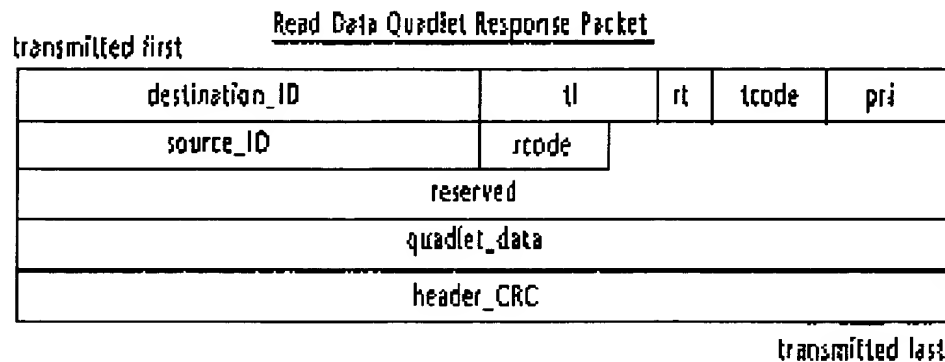 Read Data Quadlet Response Packet
transmitted first
destination_ID tl rt tcode pri
source_ID rcode
reserved
quadlet_data
header_CRC
transmitted last